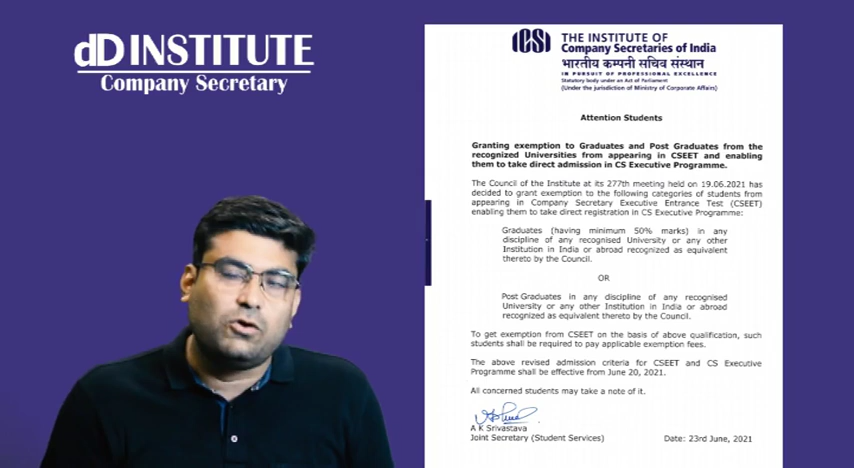 dD INSTITUTE
Company Secretary
ICSI
THE INSTITUTE OF
Company Secretaries of India
भारतीय कम्पनी सचिव संस्थान
IN PURSUIT OF PROFESSIONAL EXCELLENCE
Statutory body under an Act of Parliament
(Under the jurisdiction of Ministry of Corporate Affairs)
Attention Students
Granting exemption to Graduates and Post Graduates from the
recognized Universities from appearing in CSEET and enabling
them to take direct admission in CS Executive Programme.
The Council of the Institute at its 277th meeting held on 19.06.2021 has
decided to grant exemption to the following categories of students from
appearing in Company Secretary Executive Entrance Test (CSEET)
enabling them to take direct registration in CS Executive Programme:
Graduates (having minimum 50% marks) in any
discipline of any recognised University or any other
Institution in India or abroad recognized as equivalent
thereto by the Council.
OR
Post Graduates in any discipline of any recognised
University or any other Institution in India or abroad
recognized as equivalent thereto by the Council.
To get exemption from CSEET on the basis of above qualification, such
students shall be required to pay applicable exemption fees.
The above revised admission criteria for CSEET and CS Executive
Programme shall be effective from June 20, 2021.
All concerned students may take a note of it.
A K Srivastava
Joint Secretary (Student Services)
Date: 23rd June, 2021